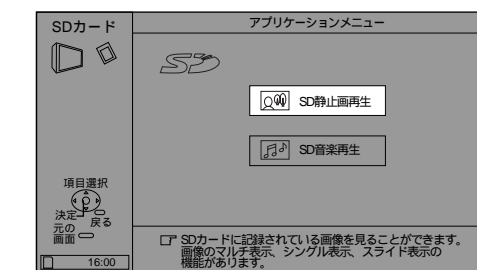 SDカード
アプリケーションメニュー
SD
SD静止画再生
SD音楽再生
項目選択
決定
戻る
元の
画面
16:00
SDカードに記録されている画像を見ることができます。
画像のマルチ表示、シングル表示、スライド表示の
機能があります。